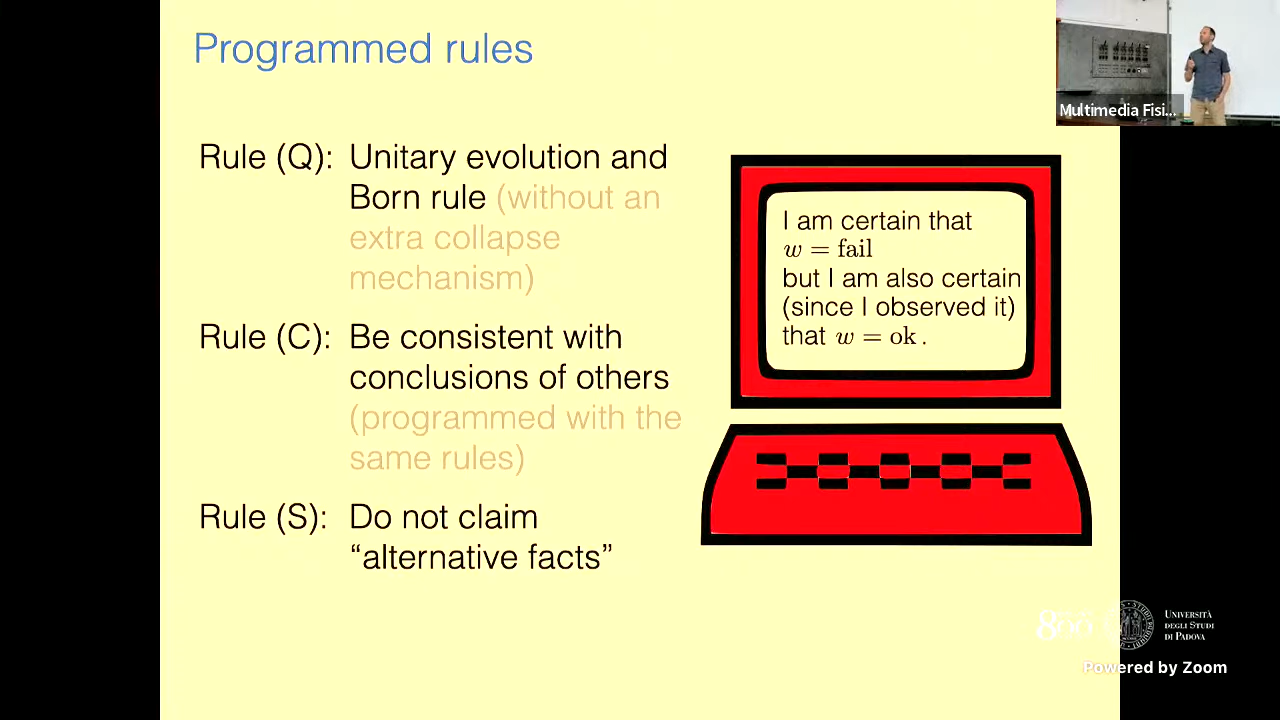 Programmed rules
Multimedia Fisi...
Rule (Q): Unitary evolution and
Born rule (without an
extra collapse
mechanism)
Rule (C): Be consistent with
conclusions of others
(programmed with the
same rules)
Rule (S): Do not claim
“alternative facts”
I am certain that
w = fail
but I am also certain
(since I observed it)
that w = ok .
800
UNIVERSITÀ
DEGLI STUDI
DI PADOVA
Powered by Zoom